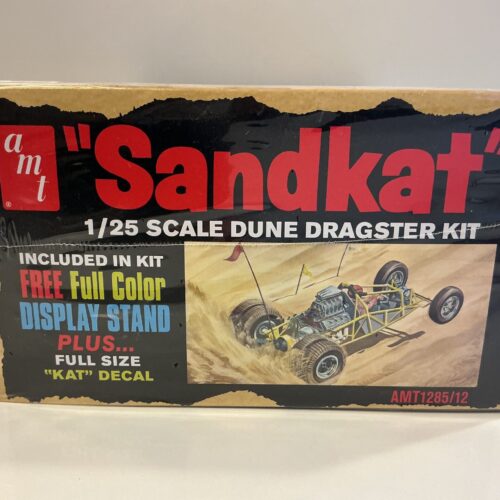 amt
®
"Sandkat"
1/25 SCALE DUNE DRAGSTER KIT
INCLUDED IN KIT
FREE Full Color
DISPLAY STAND
PLUS...
FULL SIZE
"KAT" DECAL
AMT1285/12